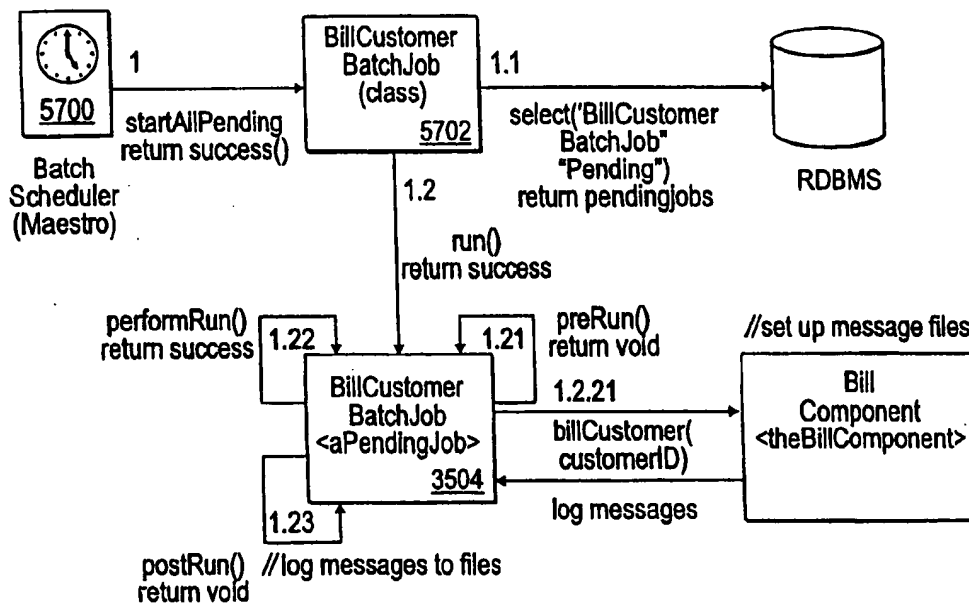 5700
Batch
Scheduler
(Maestro)
1
startAllPending
return success()
BillCustomer
BatchJob
(class)
5702
1.1
select('BillCustomer
BatchJob"
"Pending")
return pendingjobs
RDBMS
1.2
run()
return success
performRun()
return success
1.22
1.21
preRun()
return void
BillCustomer
BatchJob
<aPendingJob>
3504
1.2.21
billCustomer(
customerID)
log messages
//set up message files
Bill
Component
<theBillComponent>
1.23
postRun() //log messages to files
return void